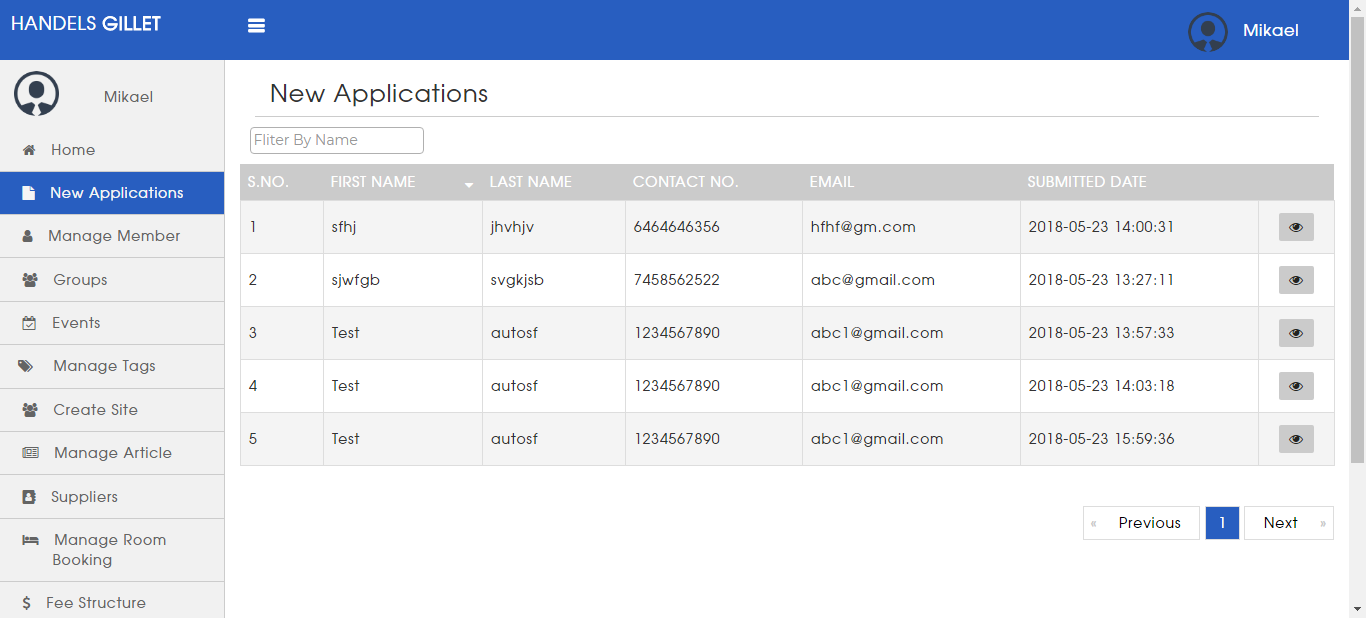 HANDELS GILLET
Mikael
Mikael
Home
New Applications
Manage Member
Groups
Events
Manage Tags
Create Site
Manage Article
Suppliers
Manage Room
Booking
$ Fee Structure
New Applications
Fliter By Name
S.NO. FIRST NAME LAST NAME CONTACT NO. EMAIL SUBMITTED DATE
1 sfhj jhvhjv 6464646356 hfhf@gm.com 2018-05-23 14:00:31
2 sjwfgb svgkjsb 7458562522 abc@gmail.com 2018-05-23 13:27:11
3 Test autosf 1234567890 abc1@gmail.com 2018-05-23 13:57:33
4 Test autosf 1234567890 abc1@gmail.com 2018-05-23 14:03:18
5 Test autosf 1234567890 abc1@gmail.com 2018-05-23 15:59:36
« Previous 1 Next »